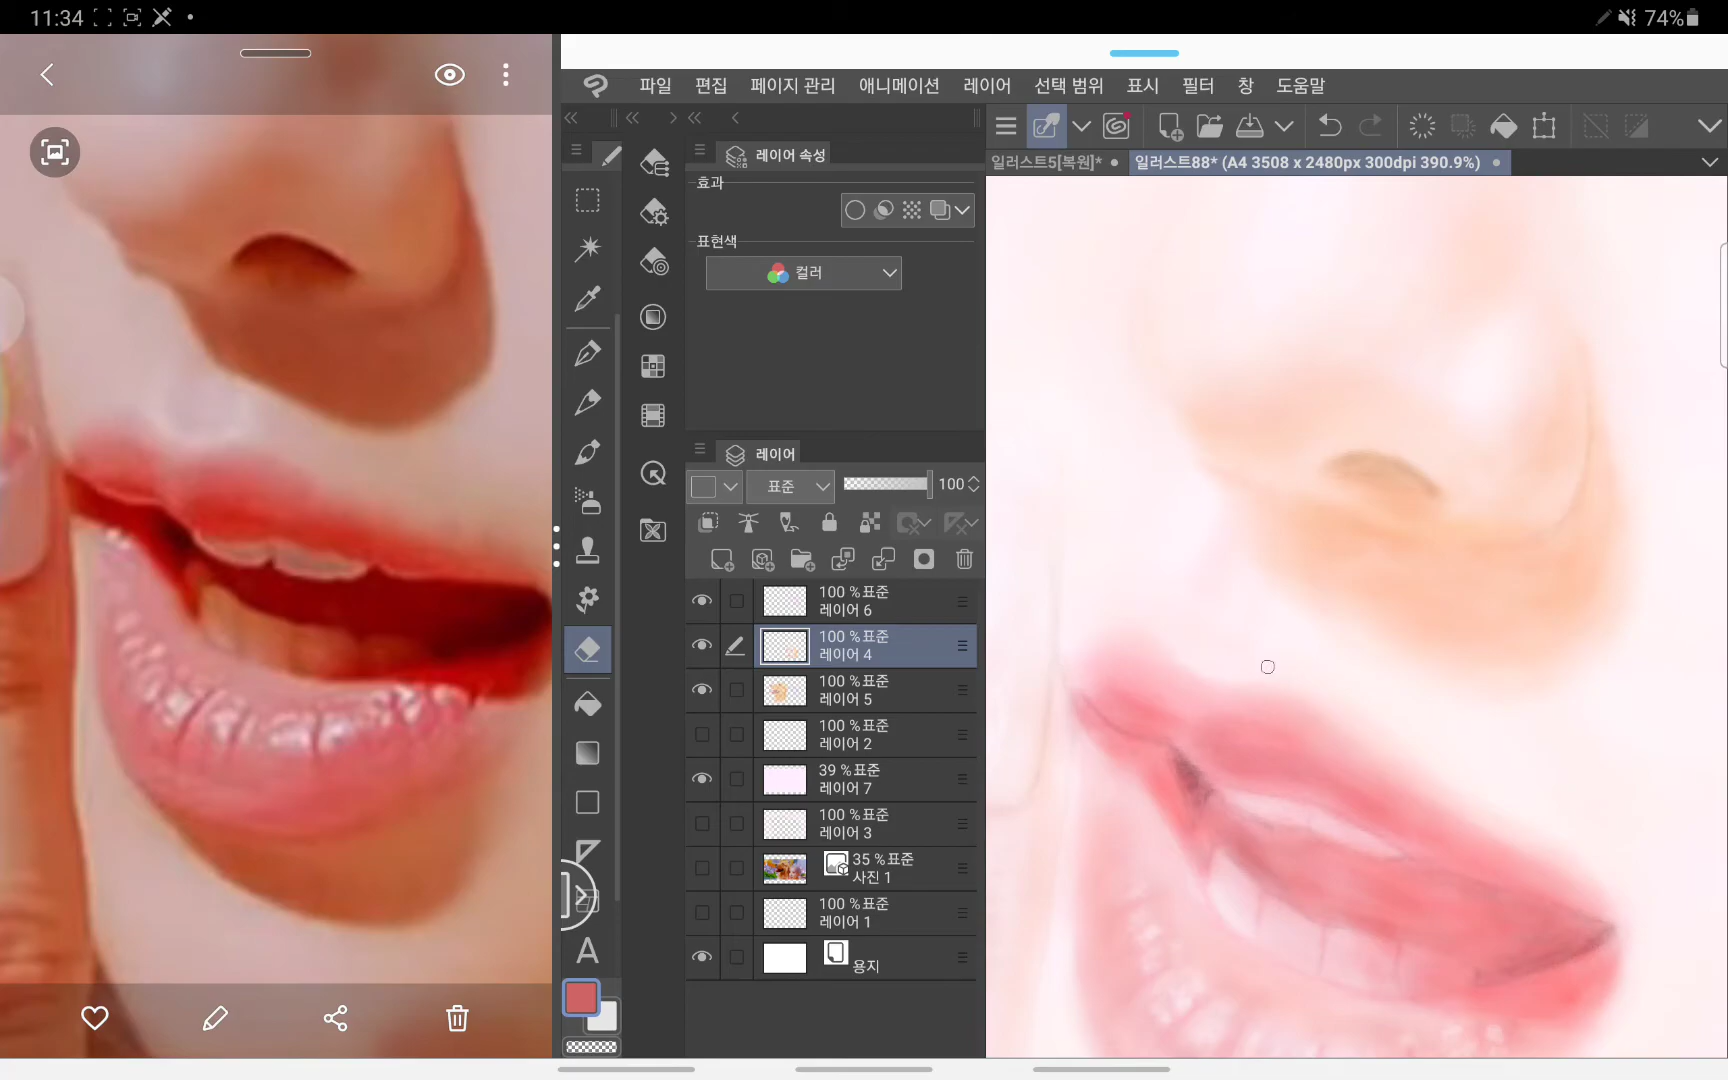 11:34
74%
파일 편집 페이지 관리 애니메이션 레이어 선택 범위 표시 필터 창 도움말
일러스트5[복원]* 일러스트88* (A4 3508 x 2480px 300dpi 390.9%)
레이어 속성
효과
표현색
컬러
레이어
표준 100
100 %표준
레이어 6
100 %표준
레이어 4
100 %표준
레이어 5
100 %표준
레이어 2
39 %표준
레이어 7
100 %표준
레이어 3
35 %표준
사진 1
100 %표준
레이어 1
용지
A